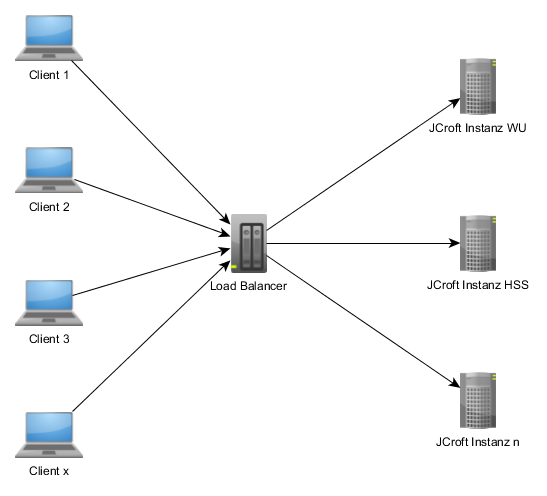 Client 1
Client 2
Client 3
Client x
Load Balancer
JCroft Instanz WU
JCroft Instanz HSS
JCroft Instanz n